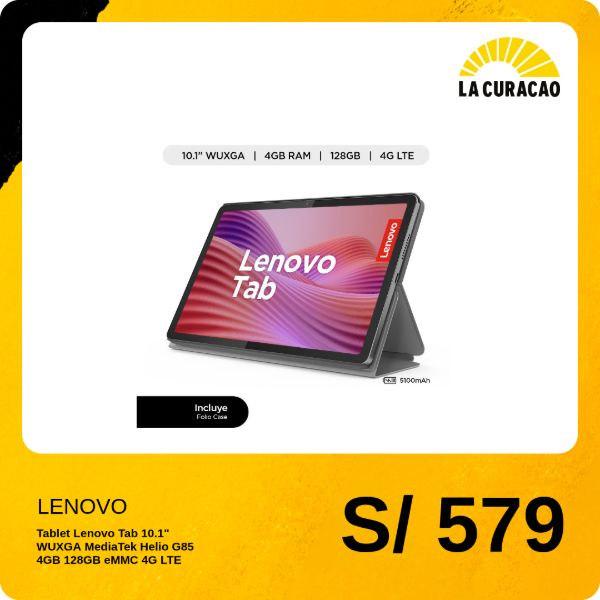 LA CURACAO
10.1" WUXGA | 4GB RAM | 128GB | 4G LTE
Lenovo
Lenovo
Tab
5100mAh
Incluye
Folio Case
LENOVO
Tablet Lenovo Tab 10.1"
WUXGA MediaTek Helio G85
4GB 128GB eMMC 4G LTE
S/ 579